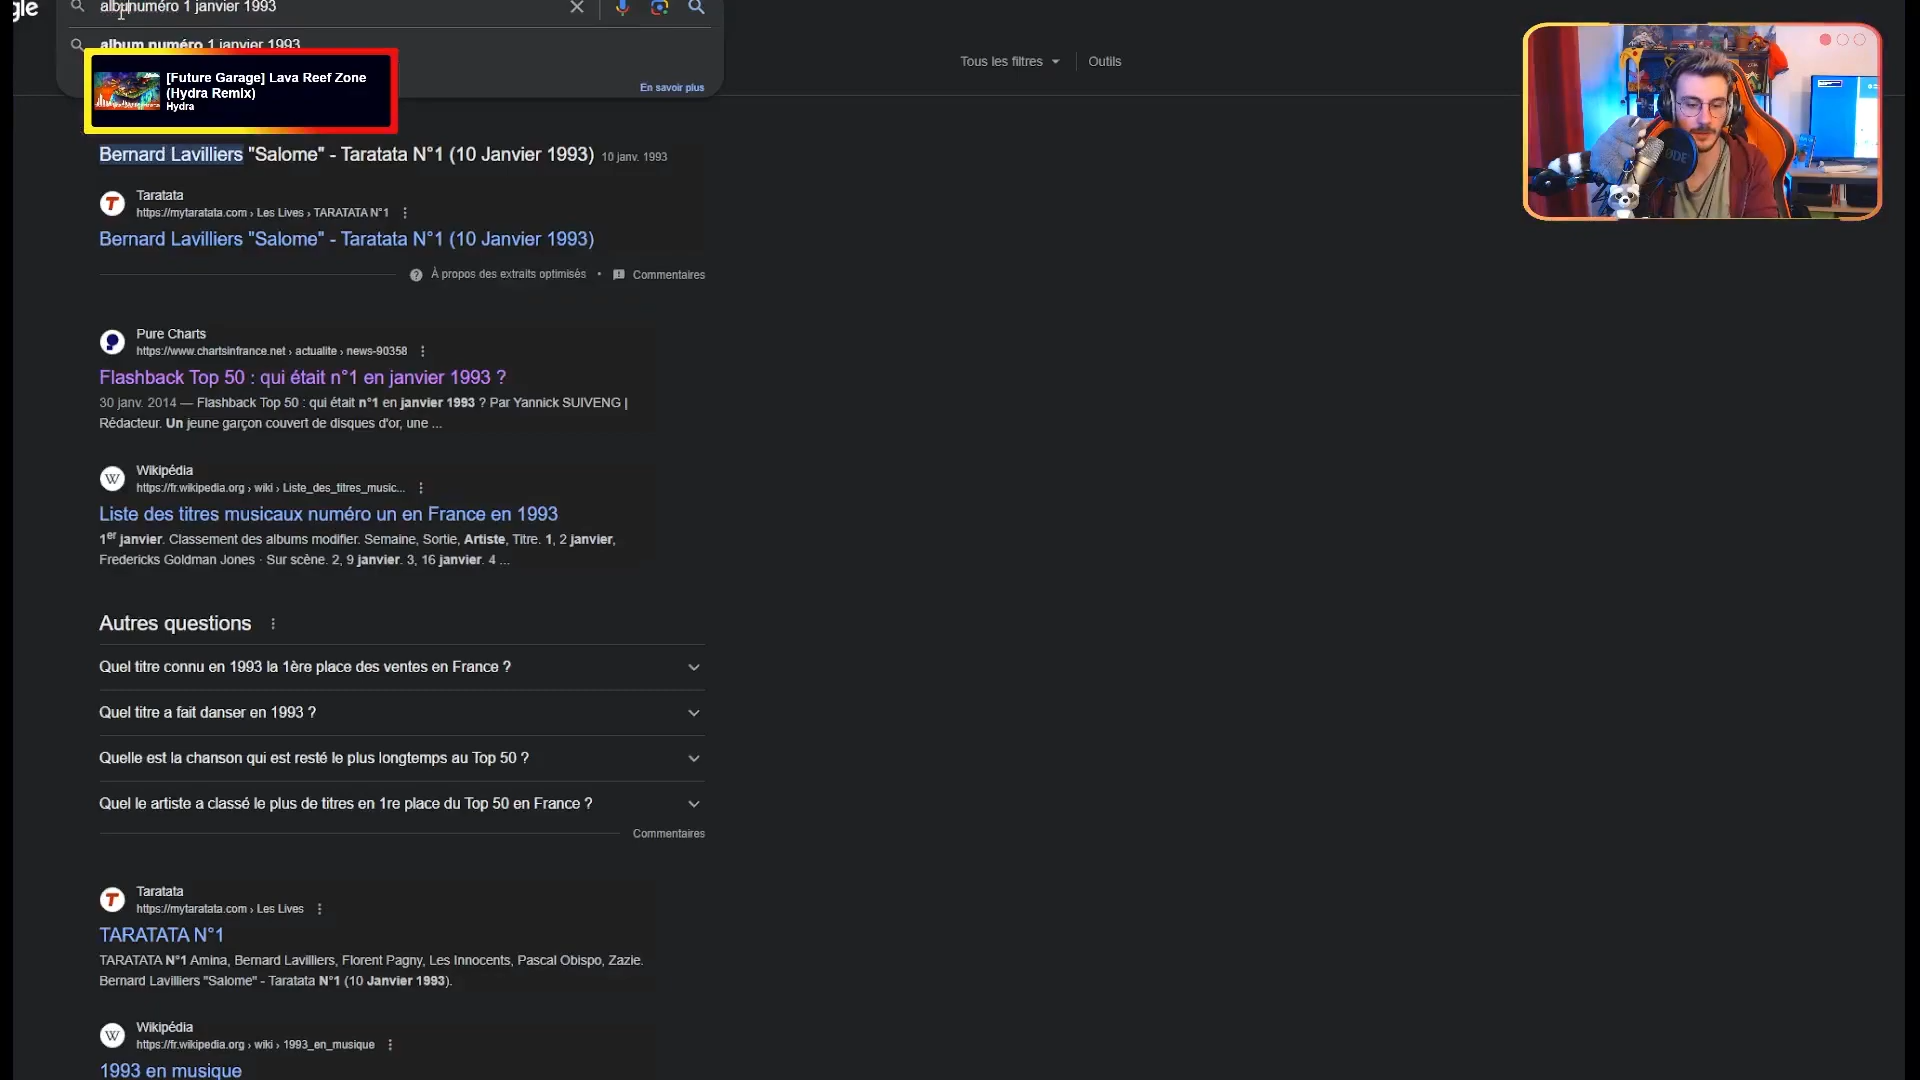 gle
albunuméro 1 janvier 1993
album numéro 1 janvier 1993
En savoir plus
[Future Garage] Lava Reef Zone
(Hydra Remix)
Hydra
Tous les filtres
Outils
Bernard Lavilliers "Salome" - Taratata N°1 (10 Janvier 1993) 10 janv. 1993
Taratata
https://mytaratata.com › Les Lives › TARATATA N°1
Bernard Lavilliers "Salome" - Taratata N°1 (10 Janvier 1993)
À propos des extraits optimisés • Commentaires
Pure Charts
https://www.chartsinfrance.net › actualite › news-90358
Flashback Top 50 : qui était n°1 en janvier 1993 ?
30 janv. 2014 — Flashback Top 50 : qui était n°1 en janvier 1993 ? Par Yannick SUIVENG |
Rédacteur. Un jeune garçon couvert de disques d'or, une ...
Wikipédia
https://fr.wikipedia.org › wiki › Liste_des_titres_music...
Liste des titres musicaux numéro un en France en 1993
1er janvier. Classement des albums modifier. Semaine, Sortie, Artiste, Titre. 1, 2 janvier,
Fredericks Goldman Jones · Sur scène. 2, 9 janvier. 3, 16 janvier. 4 ...
Autres questions
Quel titre connu en 1993 la 1ère place des ventes en France ?
Quel titre a fait danser en 1993 ?
Quelle est la chanson qui est resté le plus longtemps au Top 50 ?
Quel le artiste a classé le plus de titres en 1re place du Top 50 en France ?
Commentaires
Taratata
https://mytaratata.com › Les Lives
TARATATA N°1
TARATATA N°1 Amina, Bernard Lavilliers, Florent Pagny, Les Innocents, Pascal Obispo, Zazie.
Bernard Lavilliers "Salome" - Taratata N°1 (10 Janvier 1993).
Wikipédia
https://fr.wikipedia.org › wiki › 1993_en_musique
1993 en musique